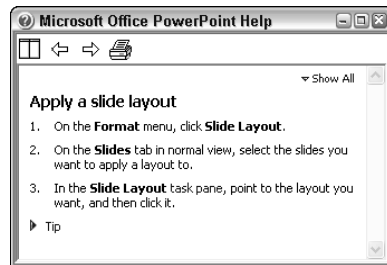 Microsoft Office PowerPoint Help
Show All
Apply a slide layout
1. On the Format menu, click Slide Layout.
2. On the Slides tab in normal view, select the slides you
want to apply a layout to.
3. In the Slide Layout task pane, point to the layout you
want, and then click it.
Tip